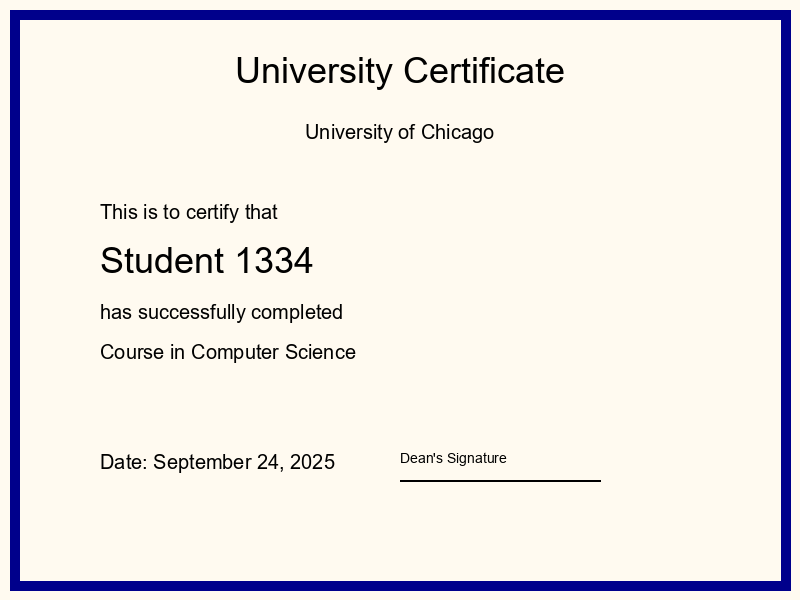 University Certificate
University of Chicago
This is to certify that
Student 1334
has successfully completed
Course in Computer Science
Date: September 24, 2025
Dean's Signature